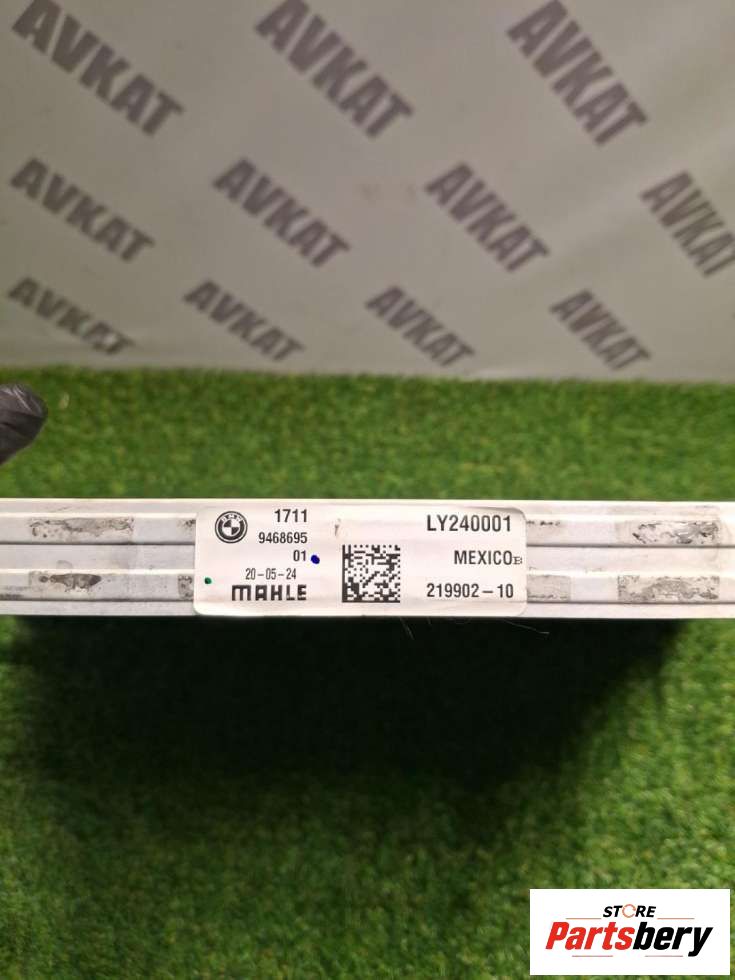 AVKAT AVKAT AVKAT
AVKAT AVKAT AVKAT AVKAT
AVKAT AVKAT AVKAT AVKAT
BMW
1711
9468695
01
20-05-24
MAHLE
LY240001
MEXICO B
219902-10
STORE
Partsbery